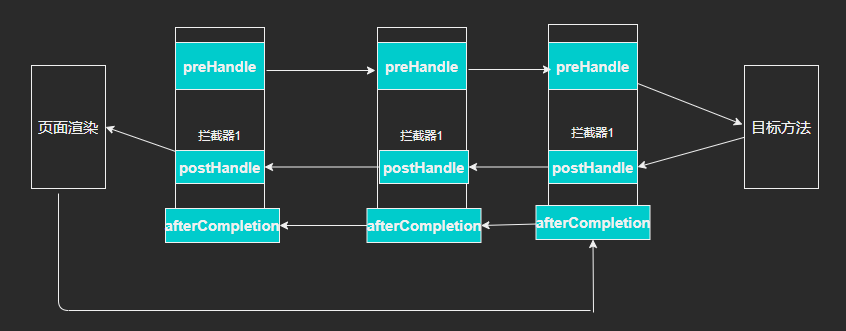 preHandle
preHandle
preHandle
页面渲染
拦截器1
拦截器1
拦截器1
目标方法
postHandle
postHandle
postHandle
afterCompletion
afterCompletion
afterCompletion